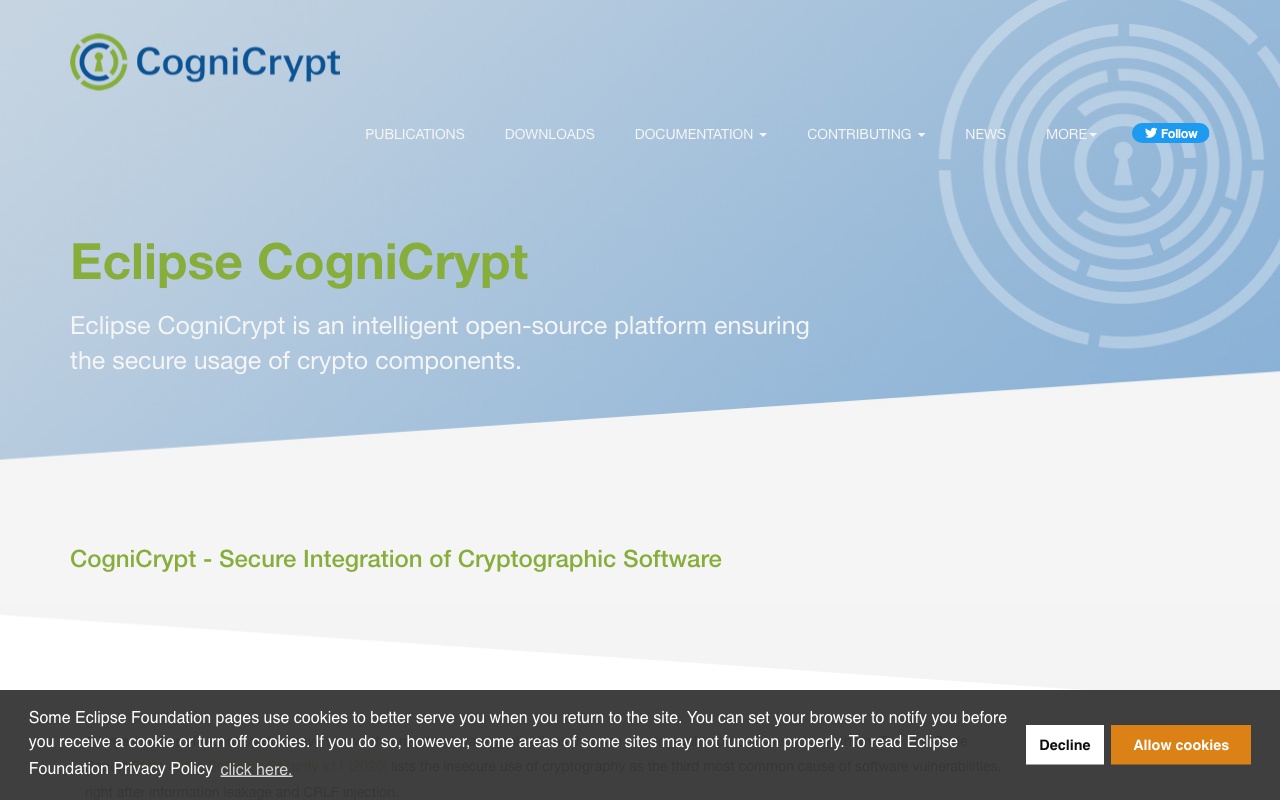 CogniCrypt
PUBLICATIONS DOWNLOADS DOCUMENTATION CONTRIBUTING NEWS MORE Follow
Eclipse CogniCrypt
Eclipse CogniCrypt is an intelligent open-source platform ensuring
the secure usage of crypto components.
CogniCrypt - Secure Integration of Cryptographic Software
Some Eclipse Foundation pages use cookies to better serve you when you return to the site. You can set your browser to notify you before
you receive a cookie or turn off cookies. If you do so, however, some areas of some sites may not function properly. To read Eclipse
Foundation Privacy Policy click here.
Decline Allow cookies
lists the insecure use of cryptography as the third most common cause of software vulnerabilities,
right after information leakage and CRLF injection.